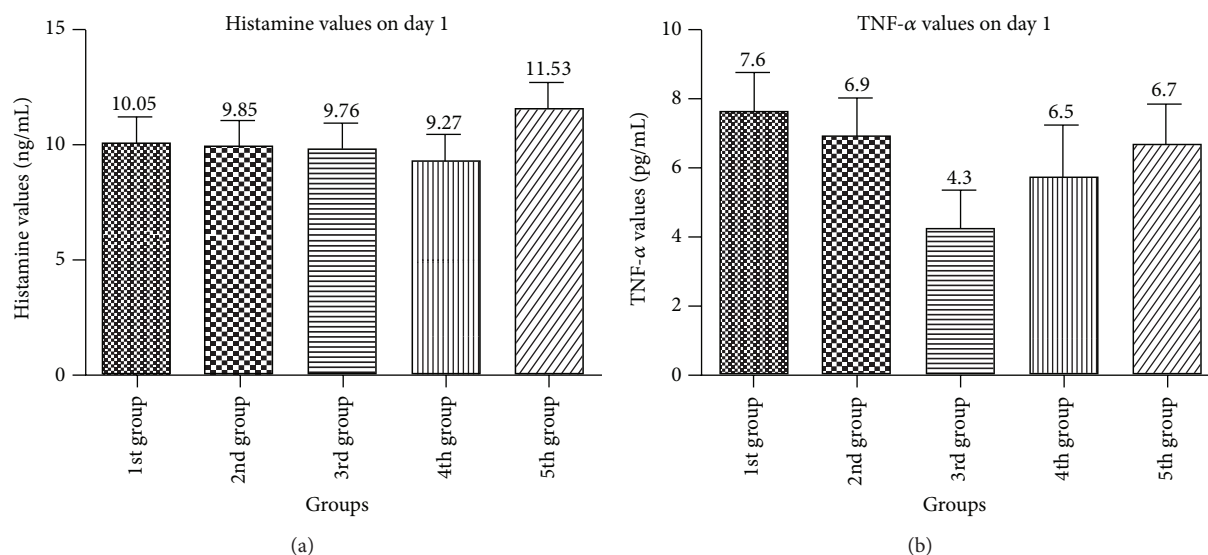 Histamine values on day 1
15
10
5
0
Histamine values (ng/mL)
10.05
9.85
9.76
9.27
11.53
1st group
2nd group
3rd group
4th group
5th group
Groups
(a)
TNF-α values on day 1
10
8
6
4
2
0
TNF-α values (pg/mL)
7.6
6.9
4.3
6.5
6.7
1st group
2nd group
3rd group
4th group
5th group
Groups
(b)